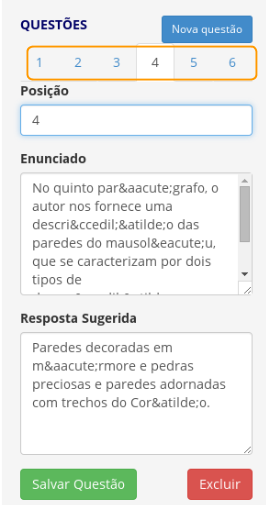 QUESTÕES
Nova questão
1 2 3 4 5 6
Posição
4
Enunciado
No quinto par&aacute;grafo, o
autor nos fornece uma
descri&ccedil;&atilde;o das
paredes do mausol&eacute;u,
que se caracterizam por dois
tipos de
Resposta Sugerida
Paredes decoradas em
m&aacute;rmore e pedras
preciosas e paredes adornadas
com trechos do Cor&atilde;o.
Salvar Questão
Excluir